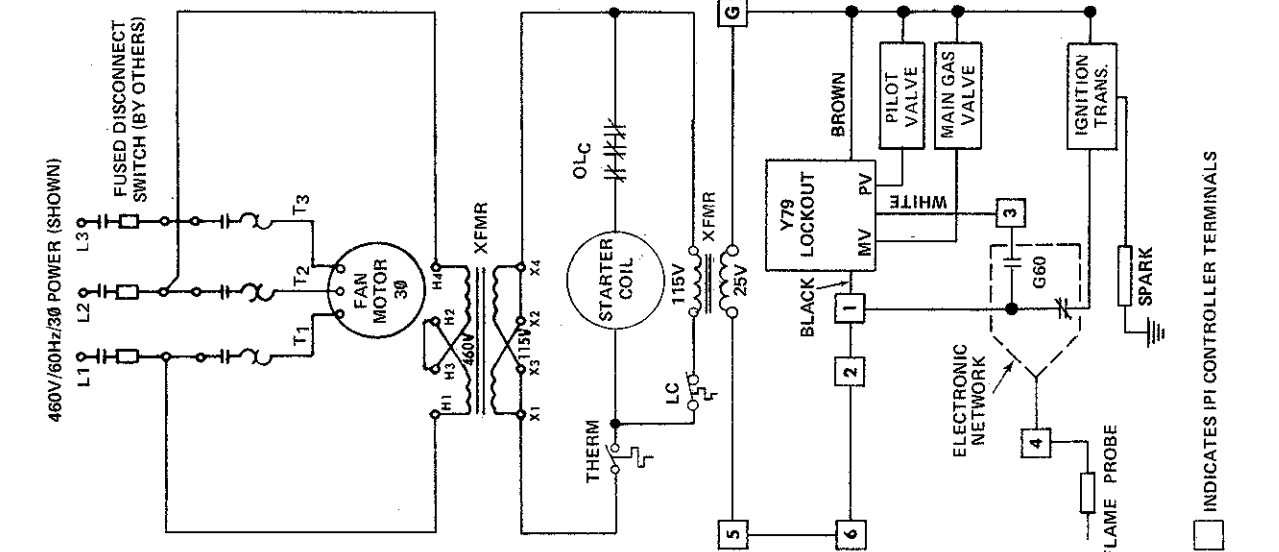 460V/60Hz/3Ø POWER (SHOWN)
L1
L2
L3
FUSED DISCONNECT
SWITCH (BY OTHERS)
T1
T2
T3
FAN
MOTOR
3Ø
H1
H3
H2
H4
460V
XFMR
115V
X1
X3
X2
X4
THERM
STARTER
COIL
OLC
LC
115V
XFMR
25V
5
G
6
2
1
BLACK
Y79
LOCKOUT
MV
PV
BROWN
WHITE
PILOT
VALVE
MAIN GAS
VALVE
IGNITION
TRANS.
3
G60
ELECTRONIC
NETWORK
4
FLAME PROBE
SPARK
INDICATES IPI CONTROLLER TERMINALS